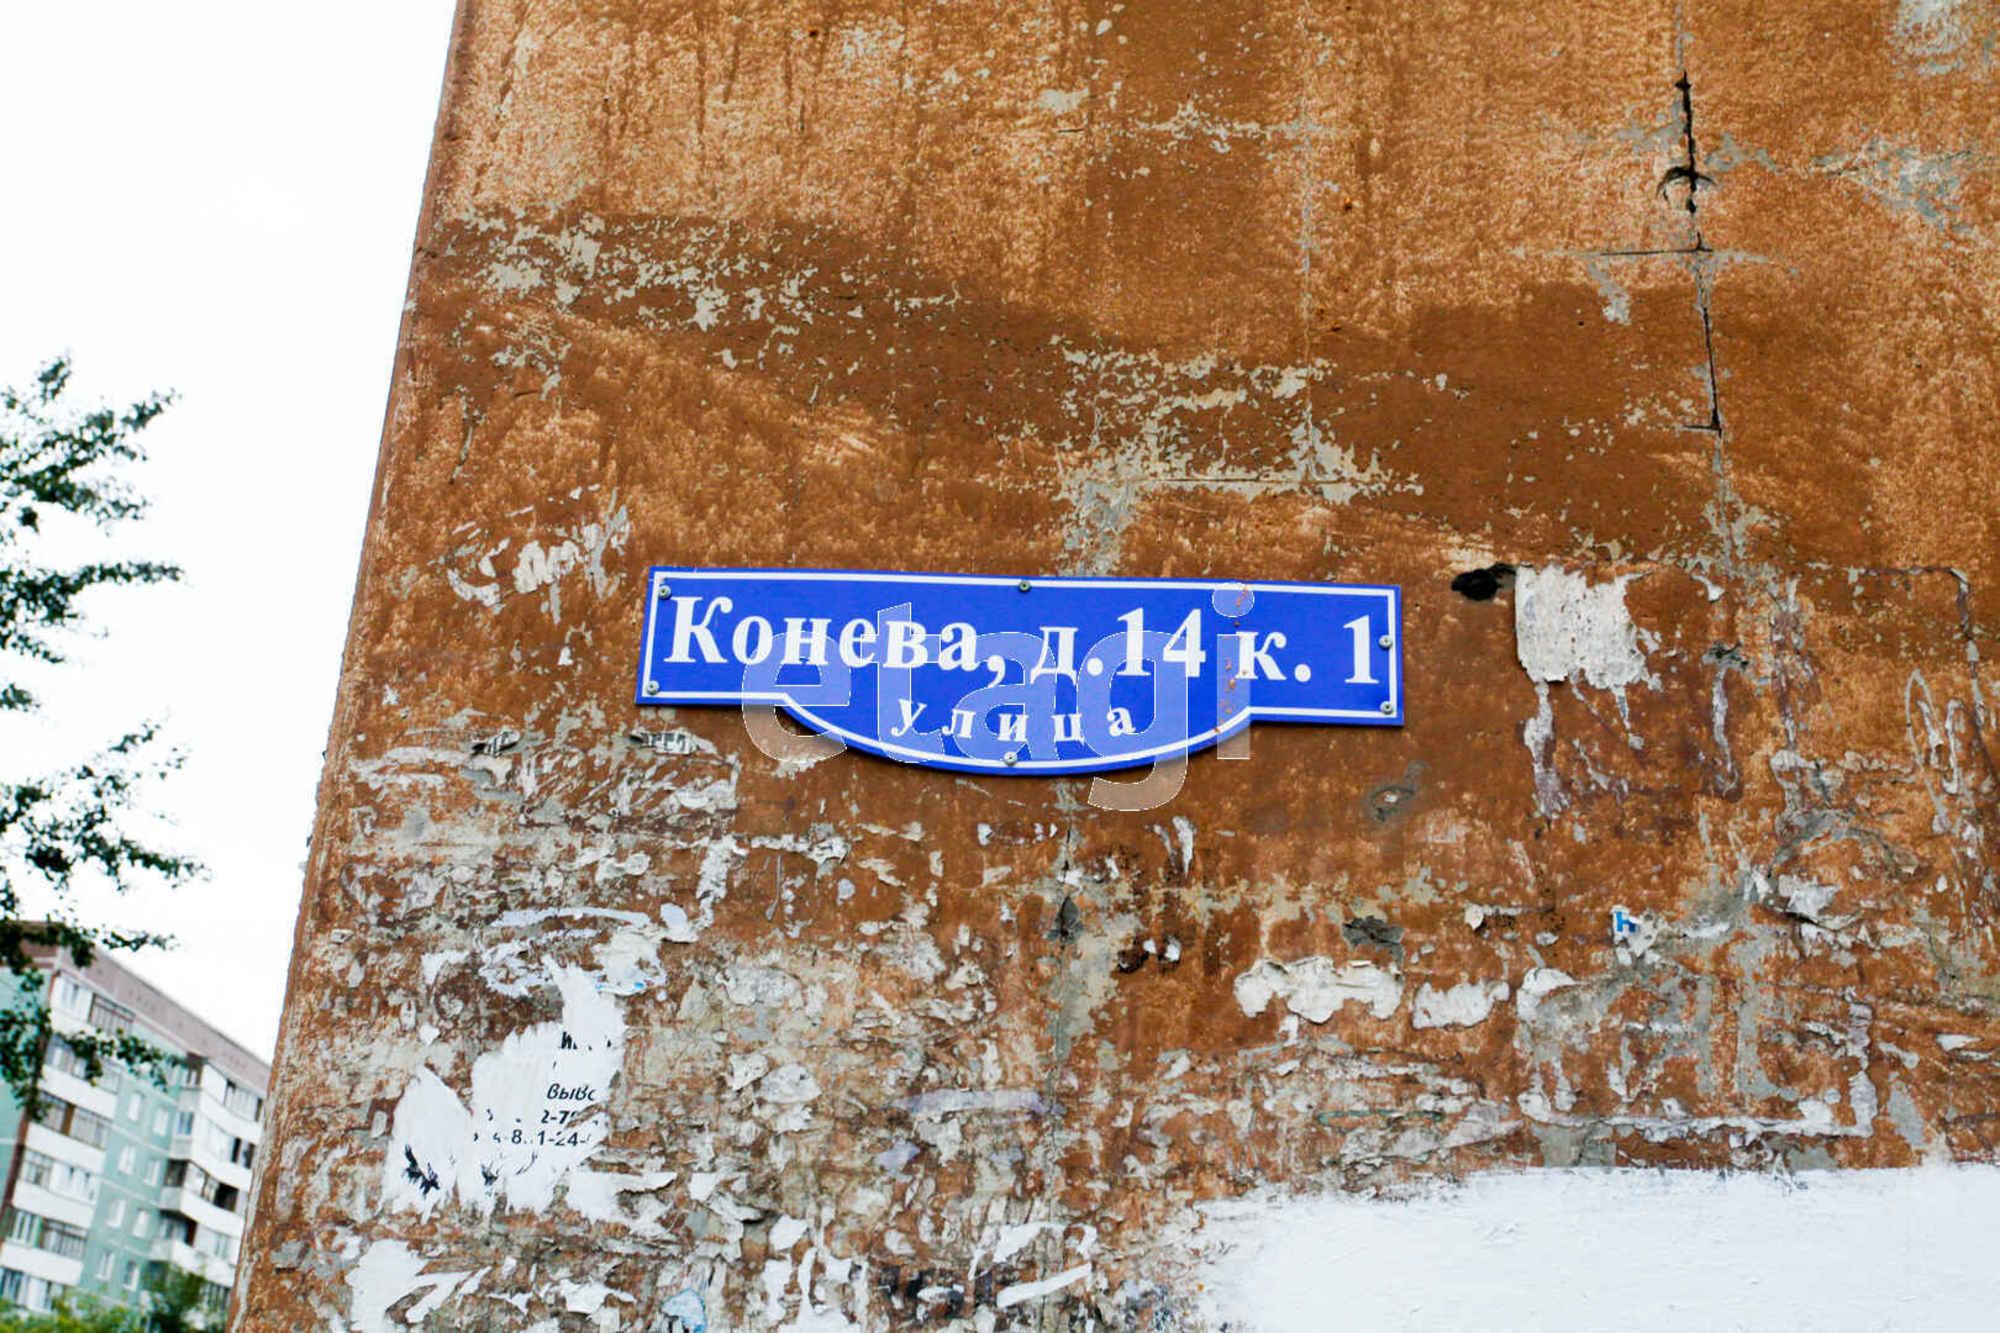 Конева, д.14 к. 1
улица
etagi